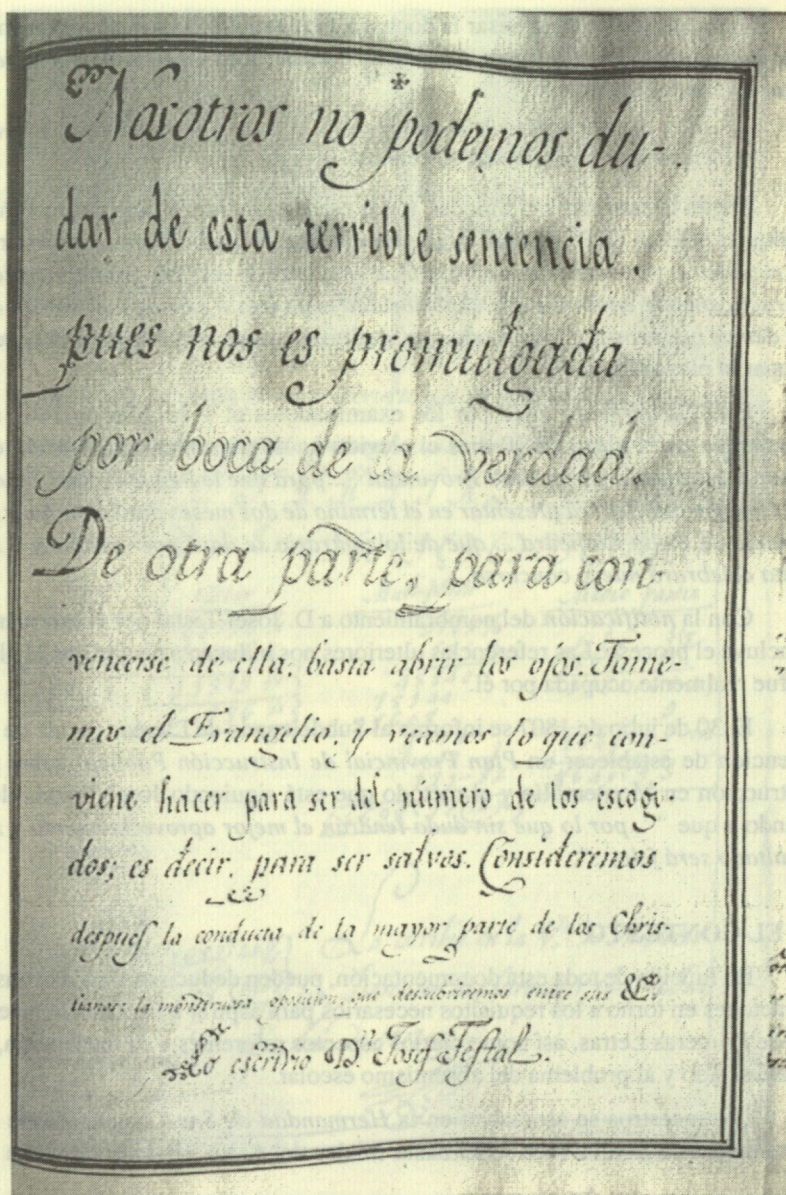 Nosotros no podemos du-
dar de esta terrible sentencia,
pues nos es promulgada
por boca de la verdad.
De otra parte, para con-
vencerse de ella, basta abrir los ojos. Tome-
mos el Evangelio, y veamos lo que con-
viene hacer para ser del número de los escogi-
dos; es decir, para ser salvos. Consideremos
despues la conducta de la mayor parte de los Chris-
tianos: la monstruosa oposicion, que descubriremos entre sus &c.
Lo escribio Dn. Josef Testal.